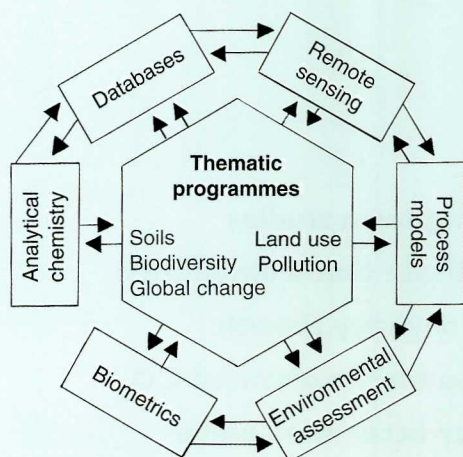 Databases
Remote
sensing
Analytical
chemistry
Thematic
programmes
Soils
Biodiversity
Global change
Land use
Pollution
Process
models
Biometrics
Environmental
assessment